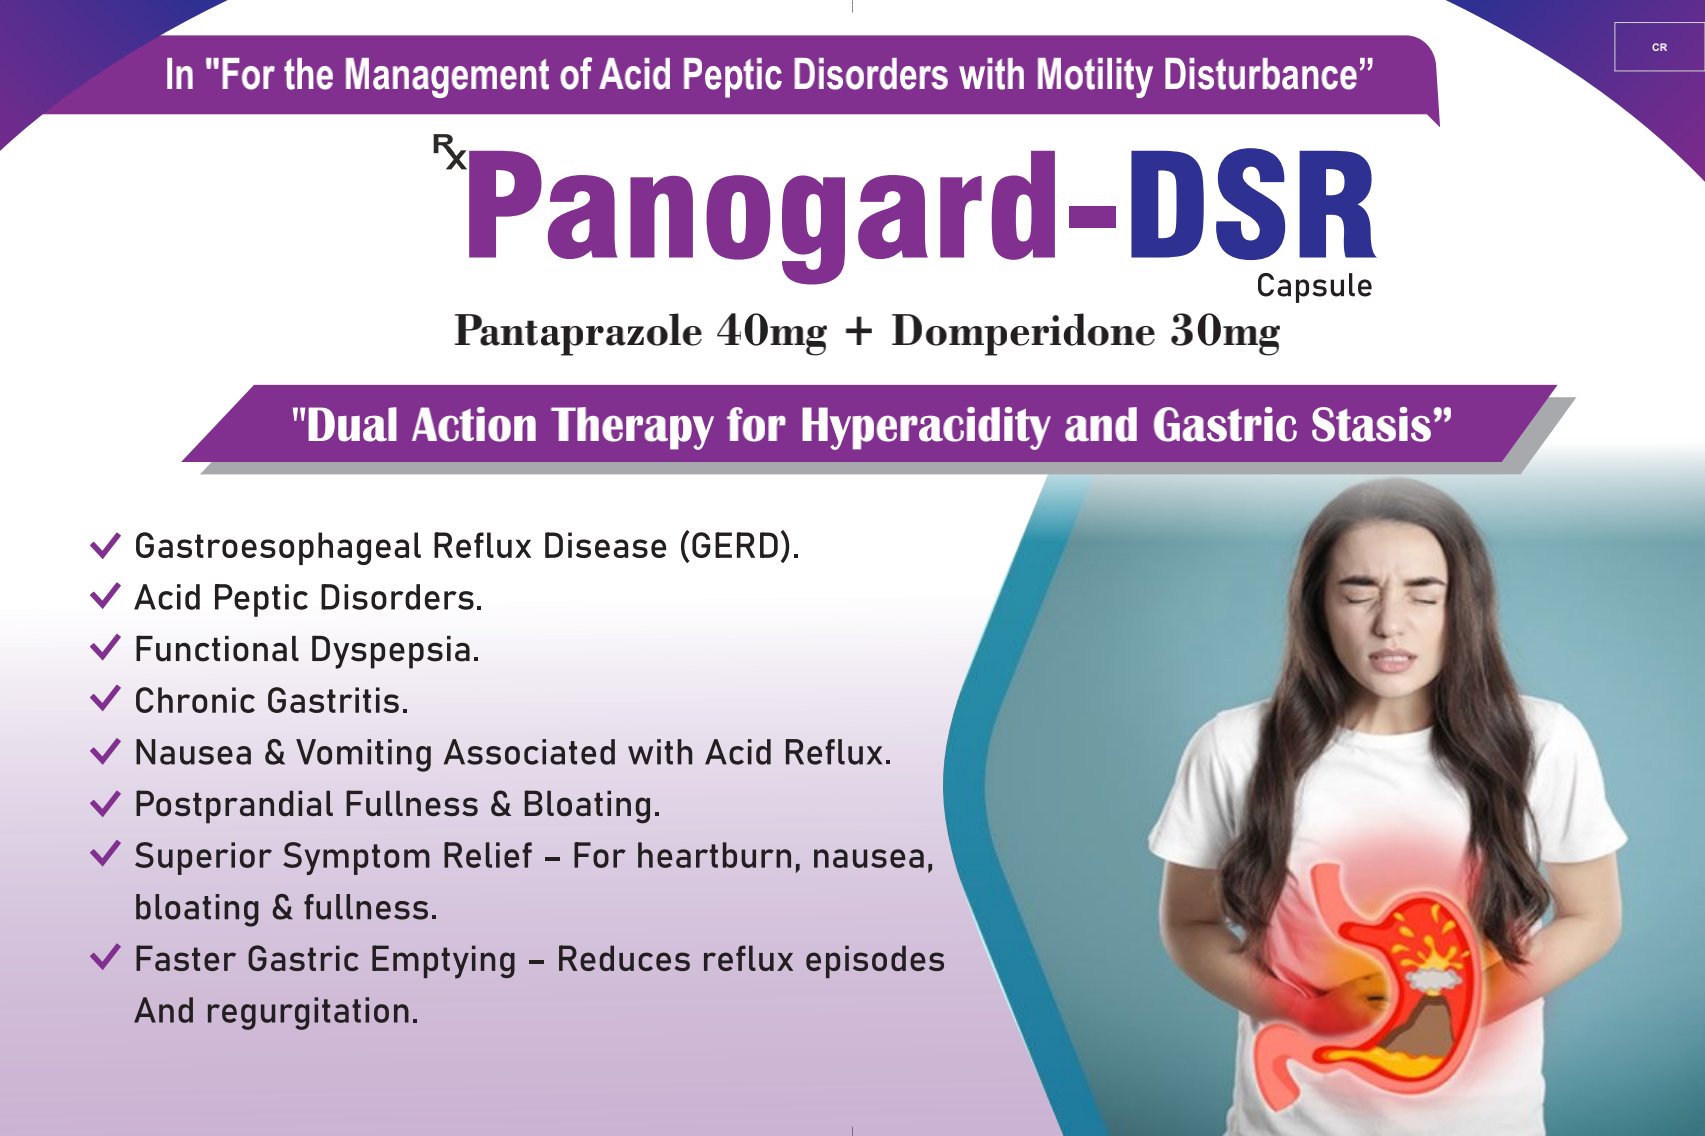 CR
In "For the Management of Acid Peptic Disorders with Motility Disturbance”
Rx Panogard-DSR
Capsule
Pantaprazole 40mg + Domperidone 30mg
"Dual Action Therapy for Hyperacidity and Gastric Stasis”
Gastroesophageal Reflux Disease (GERD).
Acid Peptic Disorders.
Functional Dyspepsia.
Chronic Gastritis.
Nausea & Vomiting Associated with Acid Reflux.
Postprandial Fullness & Bloating.
Superior Symptom Relief – For heartburn, nausea,
bloating & fullness.
Faster Gastric Emptying – Reduces reflux episodes
And regurgitation.